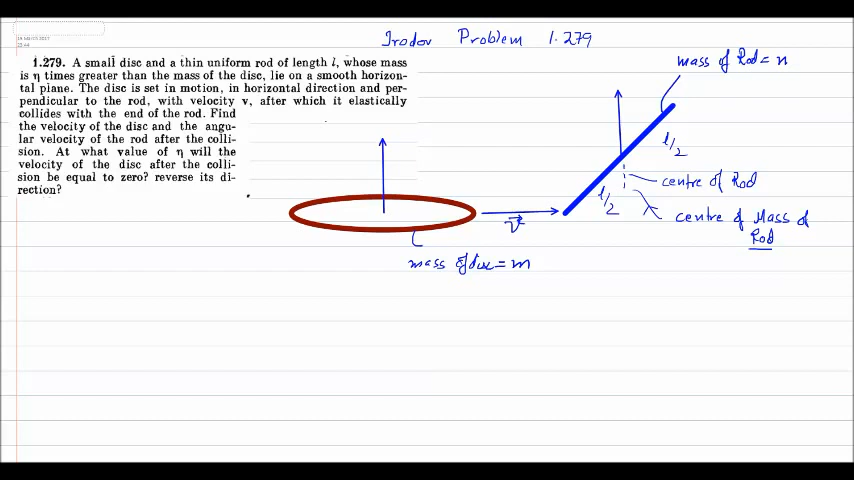 Irodov Problem 1.279
19 March 2017
1.279. A small disc and a thin uniform rod of length l, whose mass
is η times greater than the mass of the disc, lie on a smooth horizon-
tal plane. The disc is set in motion, in horizontal direction and per-
pendicular to the rod, with velocity v, after which it elastically
collides with the end of the rod. Find
the velocity of the disc and the angu-
lar velocity of the rod after the colli-
sion. At what value of η will the
velocity of the disc after the colli-
sion be equal to zero? reverse its di-
rection?
mass of Rod = n
l/2
centre of Rod
l/2
centre of Mass of
Rod
v
mass of disc = m